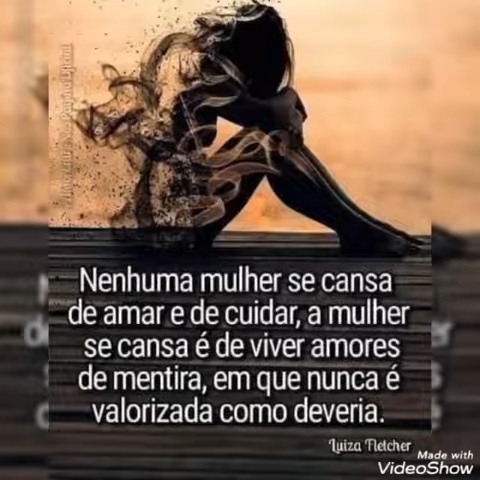 Nenhuma mulher se cansa
de amar e de cuidar, a mulher
se cansa é de viver amores
de mentira, em que nunca é
valorizada como deveria.
Luiza Fletcher
Made with
VideoShow